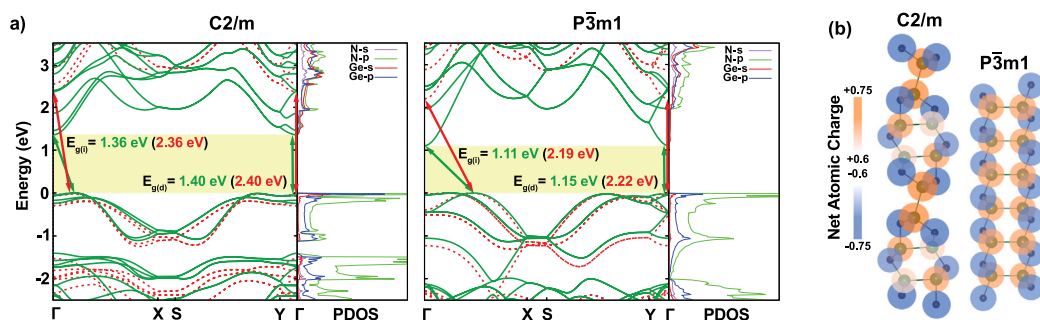 a)
C2/m
P3̅m1
(b)
C2/m
P3̅m1
Energy (eV)
3
2
1
0
-1
-2
N-s
N-p
Ge-s
Ge-p
E_g(i) = 1.36 eV (2.36 eV)
E_g(d) = 1.40 eV (2.40 eV)
Γ X S Y Γ PDOS
N-s
N-p
Ge-s
Ge-p
E_g(i) = 1.11 eV (2.19 eV)
E_g(d) = 1.15 eV (2.22 eV)
Γ X S Y Γ PDOS
Net Atomic Charge
+0.75
+0.6
-0.6
-0.75